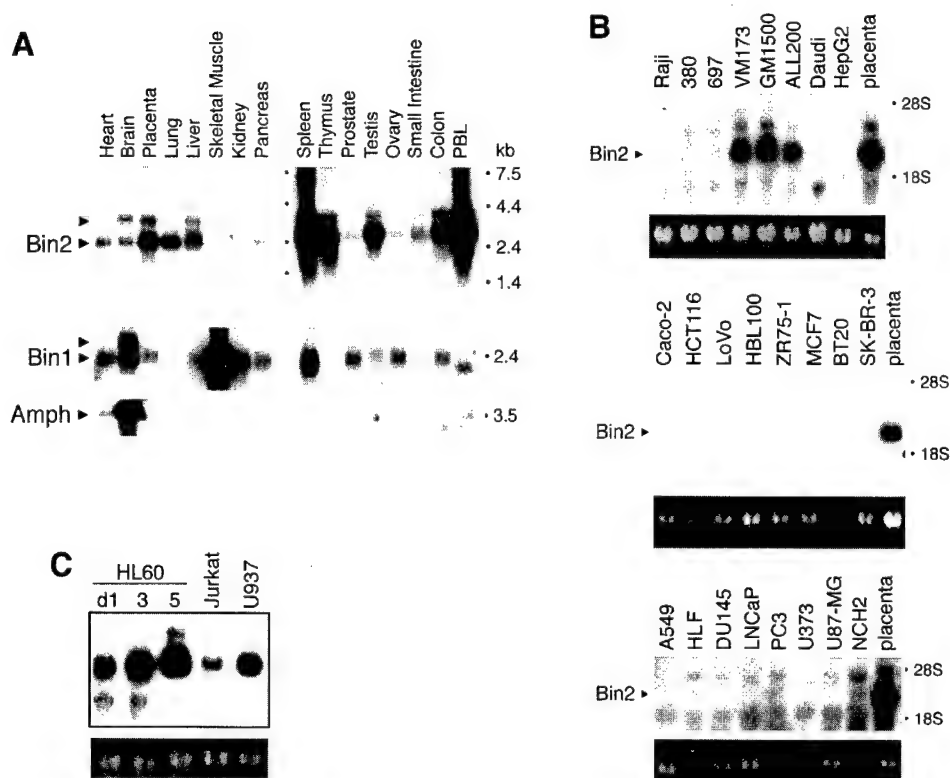 A
Heart
Brain
Placenta
Lung
Liver
Skeletal Muscle
Kidney
Pancreas
Spleen
Thymus
Prostate
Testis
Ovary
Small Intestine
Colon
PBL
kb
7.5
4.4
Bin2
2.4
1.4
Bin1
2.4
Amph
3.5
B
Raji
380
697
VM173
GM1500
ALL200
Daudi
HepG2
placenta
28S
Bin2
18S
Caco-2
HCT116
LoVo
HBL100
ZR75-1
MCF7
BT20
SK-BR-3
placenta
28S
Bin2
18S
A549
HLF
DU145
LNCaP
PC3
U373
U87-MG
NCH2
placenta
28S
Bin2
18S
C
HL60
d1 3 5
Jurkat
U937